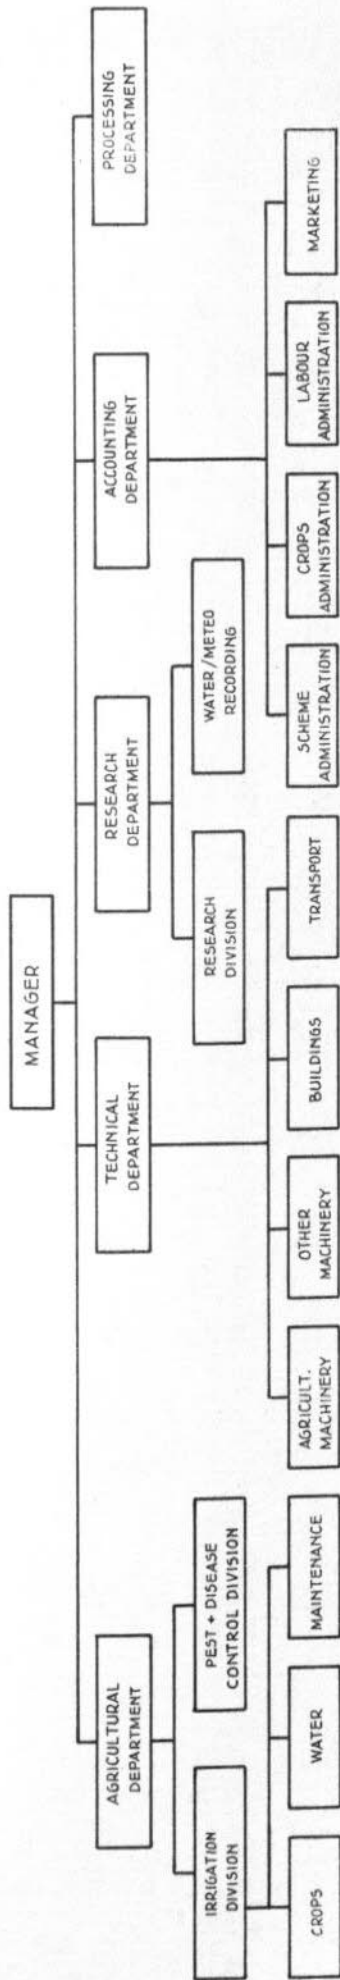 MANAGER
AGRICULTURAL
DEPARTMENT
TECHNICAL
DEPARTMENT
RESEARCH
DEPARTMENT
ACCOUNTING
DEPARTMENT
PROCESSING
DEPARTMENT
IRRIGATION
DIVISION
PEST + DISEASE
CONTROL DIVISION
RESEARCH
DIVISION
WATER/METEO
RECORDING
CROPS
WATER
MAINTENANCE
AGRICULT.
MACHINERY
OTHER
MACHINERY
BUILDINGS
TRANSPORT
SCHEME
ADMINISTRATION
CROPS
ADMINISTRATION
LABOUR
ADMINISTRATION
MARKETING